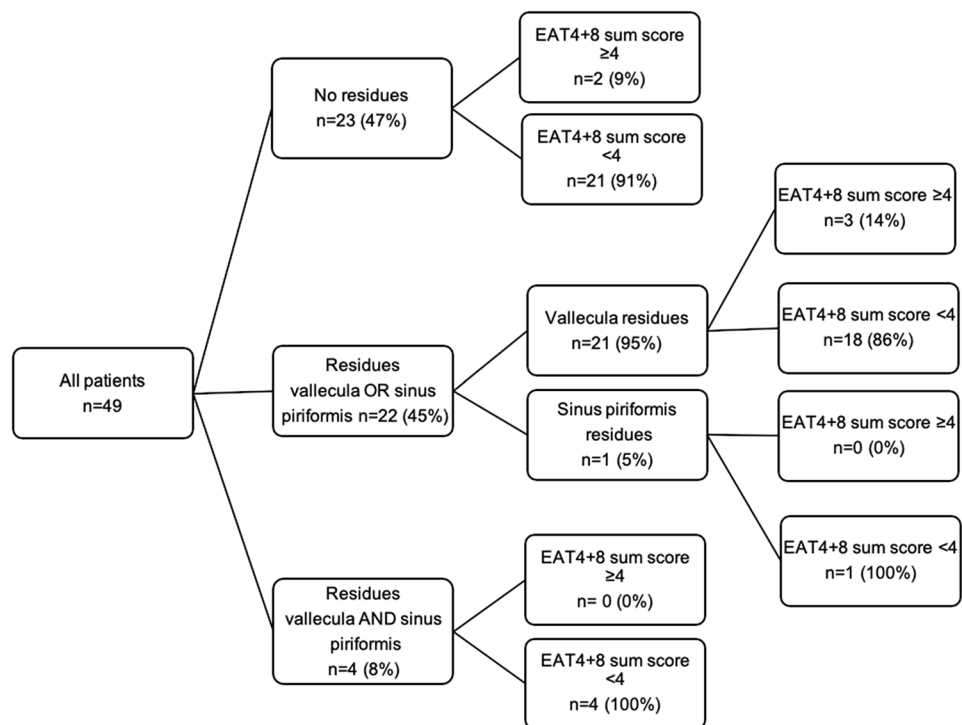 All patients
n=49
No residues
n=23 (47%)
EAT4+8 sum score
≥4
n=2 (9%)
EAT4+8 sum score
<4
n=21 (91%)
Residues
vallecula OR sinus
piriformis n=22 (45%)
Vallecula residues
n=21 (95%)
EAT4+8 sum score ≥4
n=3 (14%)
EAT4+8 sum score <4
n=18 (86%)
Sinus piriformis
residues
n=1 (5%)
EAT4+8 sum score ≥4
n=0 (0%)
EAT4+8 sum score <4
n=1 (100%)
Residues
vallecula AND sinus
piriformis
n=4 (8%)
EAT4+8 sum score
≥4
n= 0 (0%)
EAT4+8 sum score
<4
n=4 (100%)